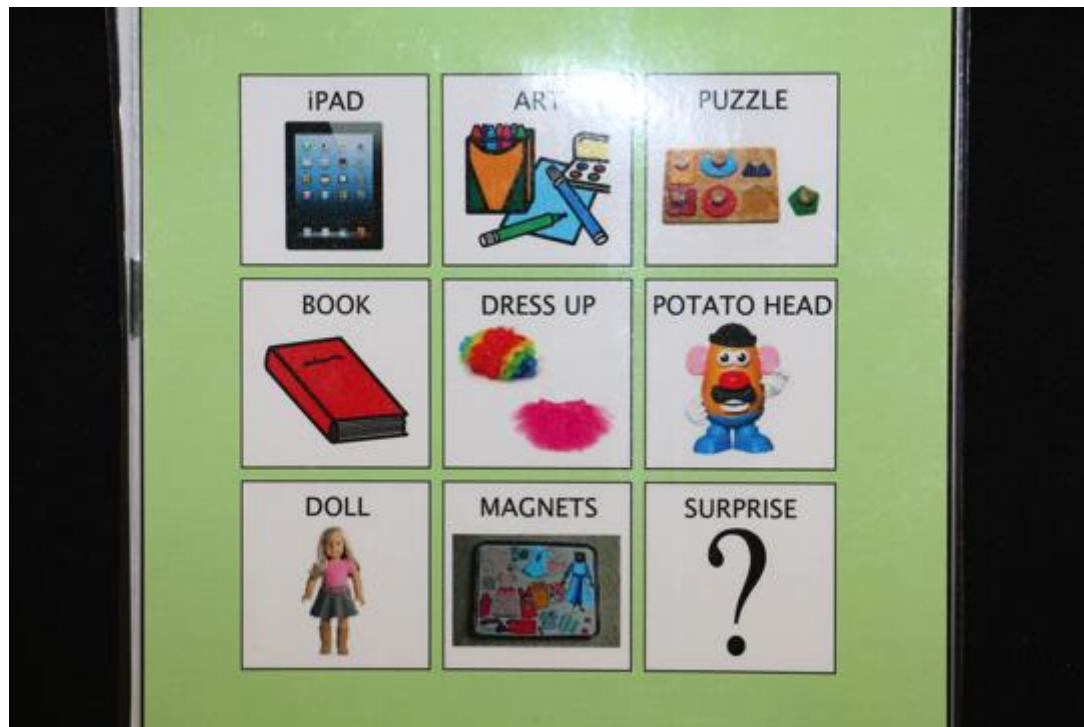 iPAD
ART
PUZZLE
BOOK
DRESS UP
POTATO HEAD
DOLL
MAGNETS
SURPRISE
?